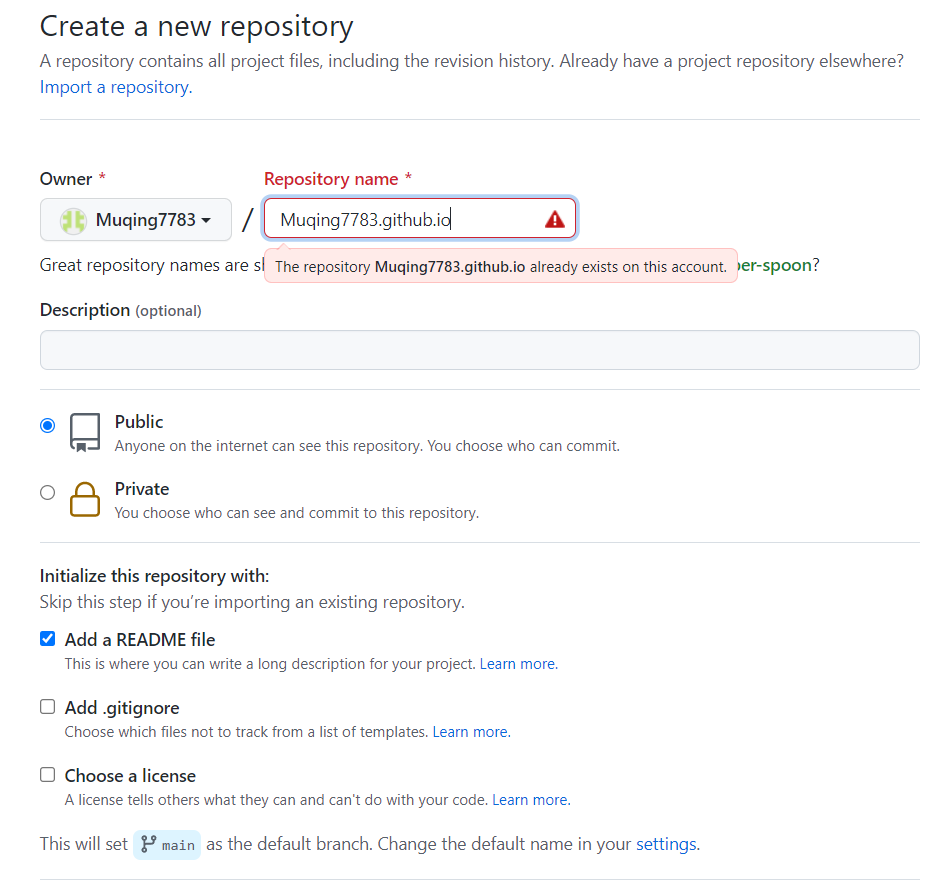 Create a new repository
A repository contains all project files, including the revision history. Already have a project repository elsewhere?
Import a repository.
Owner *
Repository name *
Muqing7783
/
Muqing7783.github.io
The repository Muqing7783.github.io already exists on this account.
Great repository names are per-spoon?
Description (optional)
Public
Anyone on the internet can see this repository. You choose who can commit.
Private
You choose who can see and commit to this repository.
Initialize this repository with:
Skip this step if you’re importing an existing repository.
Add a README file
This is where you can write a long description for your project. Learn more.
Add .gitignore
Choose which files not to track from a list of templates. Learn more.
Choose a license
A license tells others what they can and can't do with your code. Learn more.
This will set main as the default branch. Change the default name in your settings.